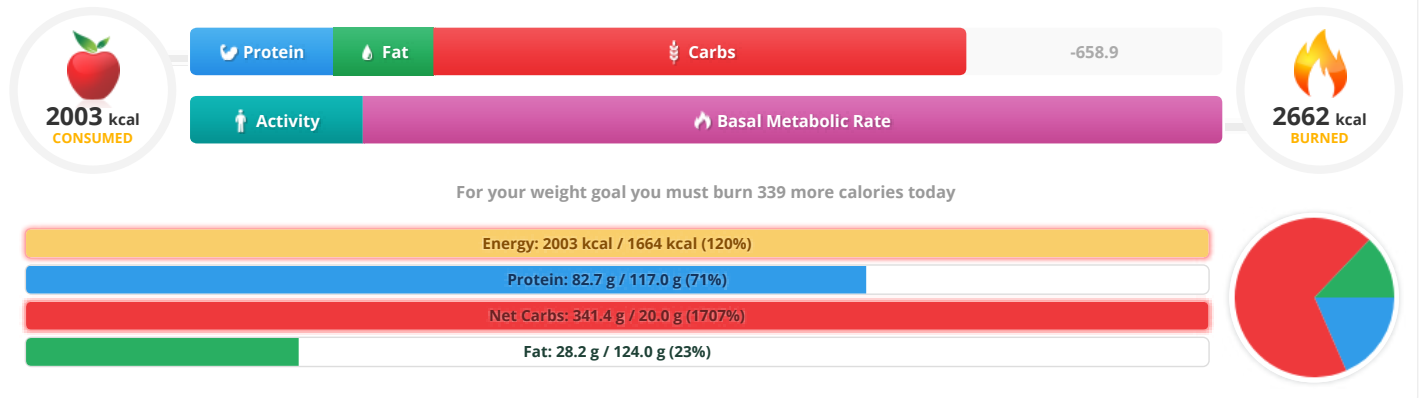 Protein
Fat
Carbs
-658.9
2003 kcal
CONSUMED
2662 kcal
BURNED
Activity
Basal Metabolic Rate
For your weight goal you must burn 339 more calories today
Energy: 2003 kcal / 1664 kcal (120%)
Protein: 82.7 g / 117.0 g (71%)
Net Carbs: 341.4 g / 20.0 g (1707%)
Fat: 28.2 g / 124.0 g (23%)